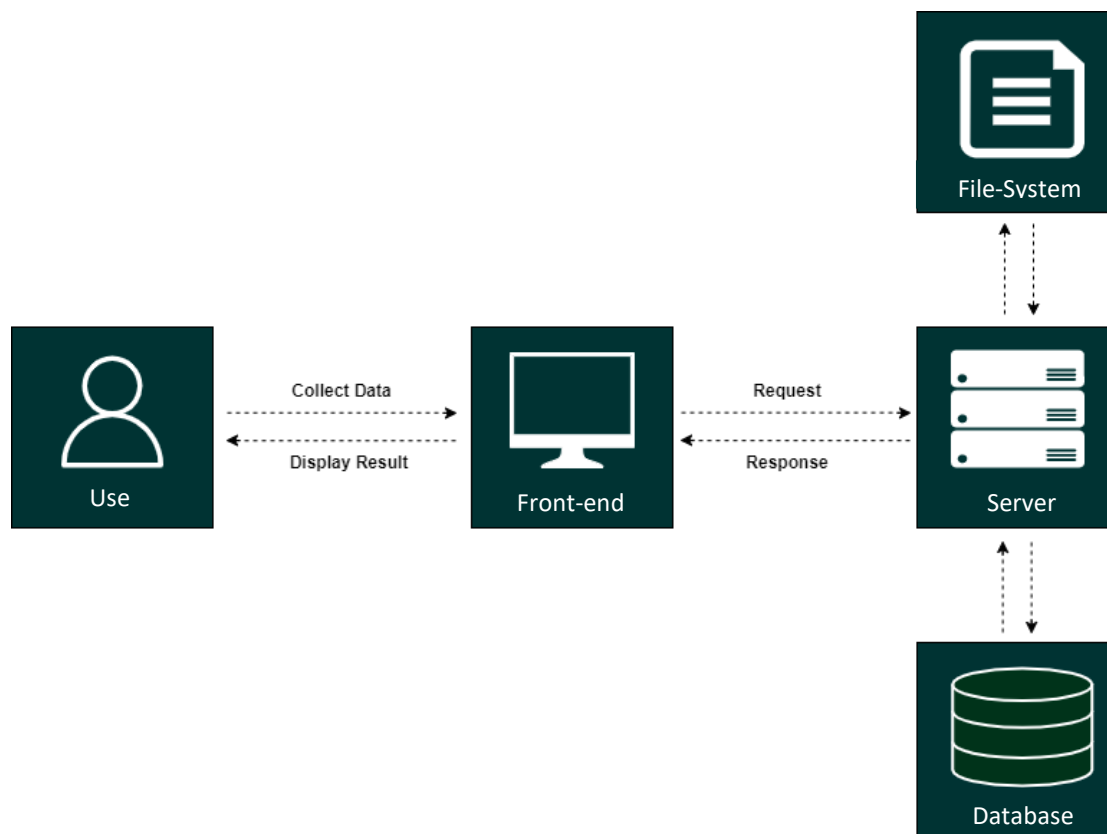 File-System
Collect Data
Request
Display Result
Response
Use
Front-end
Server
Database